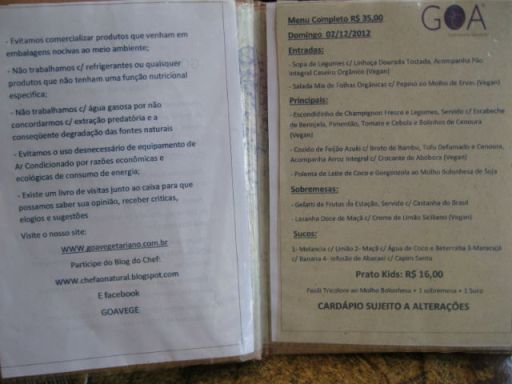 - Evitamos comercializar produtos que venham em
embalagens nocivas ao meio ambiente;
- Não trabalhamos c/ refrigerantes ou quaisquer
produtos que não tenham uma função nutricional
específica;
- Não trabalhamos c/ água gasosa por não
concordarmos c/ extração predatória e a
conseqüente degradação das fontes naturais
- Evitamos o uso desnecessário de equipamento de
Ar Condicionado por razões econômicas e
ecológicas de consumo de energia;
- Existe um livro de visitas junto ao caixa para que
possamos saber sua opinião, receber criticas,
elogios e sugestões
Visite o nosso site:
www.goavegetariano.com.br
Participe do Blog do Chef:
www.chefaonatural.blogspot.com
E facebook
GOAVEGE
GOA
Menu Completo R$ 35,00
Domingo 02/12/2012
Entradas:
- Sopa de Legumes c/ Linhaça Dourada Tostada, Acompanha Pão
Integral Caseiro Orgânico (Vegan)
- Salada Mix de Folhas Orgânicas c/ Pepino ao Molho de Ervas (Vegan)
Principais:
- Escondidinho de Champignon Fresco e Legumes, Servido c/ Escabeche
de Berinjela, Pimentão, Tomate e Cebola e Bolinhos de Cenoura
(Vegan)
- Cozido de Feijão Azuki c/ Broto de Bambu, Tofu Defumado e Cenoura,
Acompanha Arroz Integral c/ Crocante de Abóbora (Vegan)
- Polenta de Leite de Coco e Gorgonzola ao Molho Bolonhesa de Soja
Sobremesas:
- Gelatti da Frutas da Estação, Servido c/ Castanha do Brasil
- Lasanha Doce de Maçã c/ Creme de Limão Siciliano (Vegan)
Sucos:
1- Melancia c/ Limão 2- Maçã c/ Água de Coco e Beterraba 3-Maracujá
c/ Banana 4- Infusão de Abacaxi c/ Capim Santo
Prato Kids: R$ 16,00
Fusili Tricolore ao Molho Bolonhesa + 1 sobremesa + 1 Suco
CARDÁPIO SUJEITO A ALTERAÇÕES